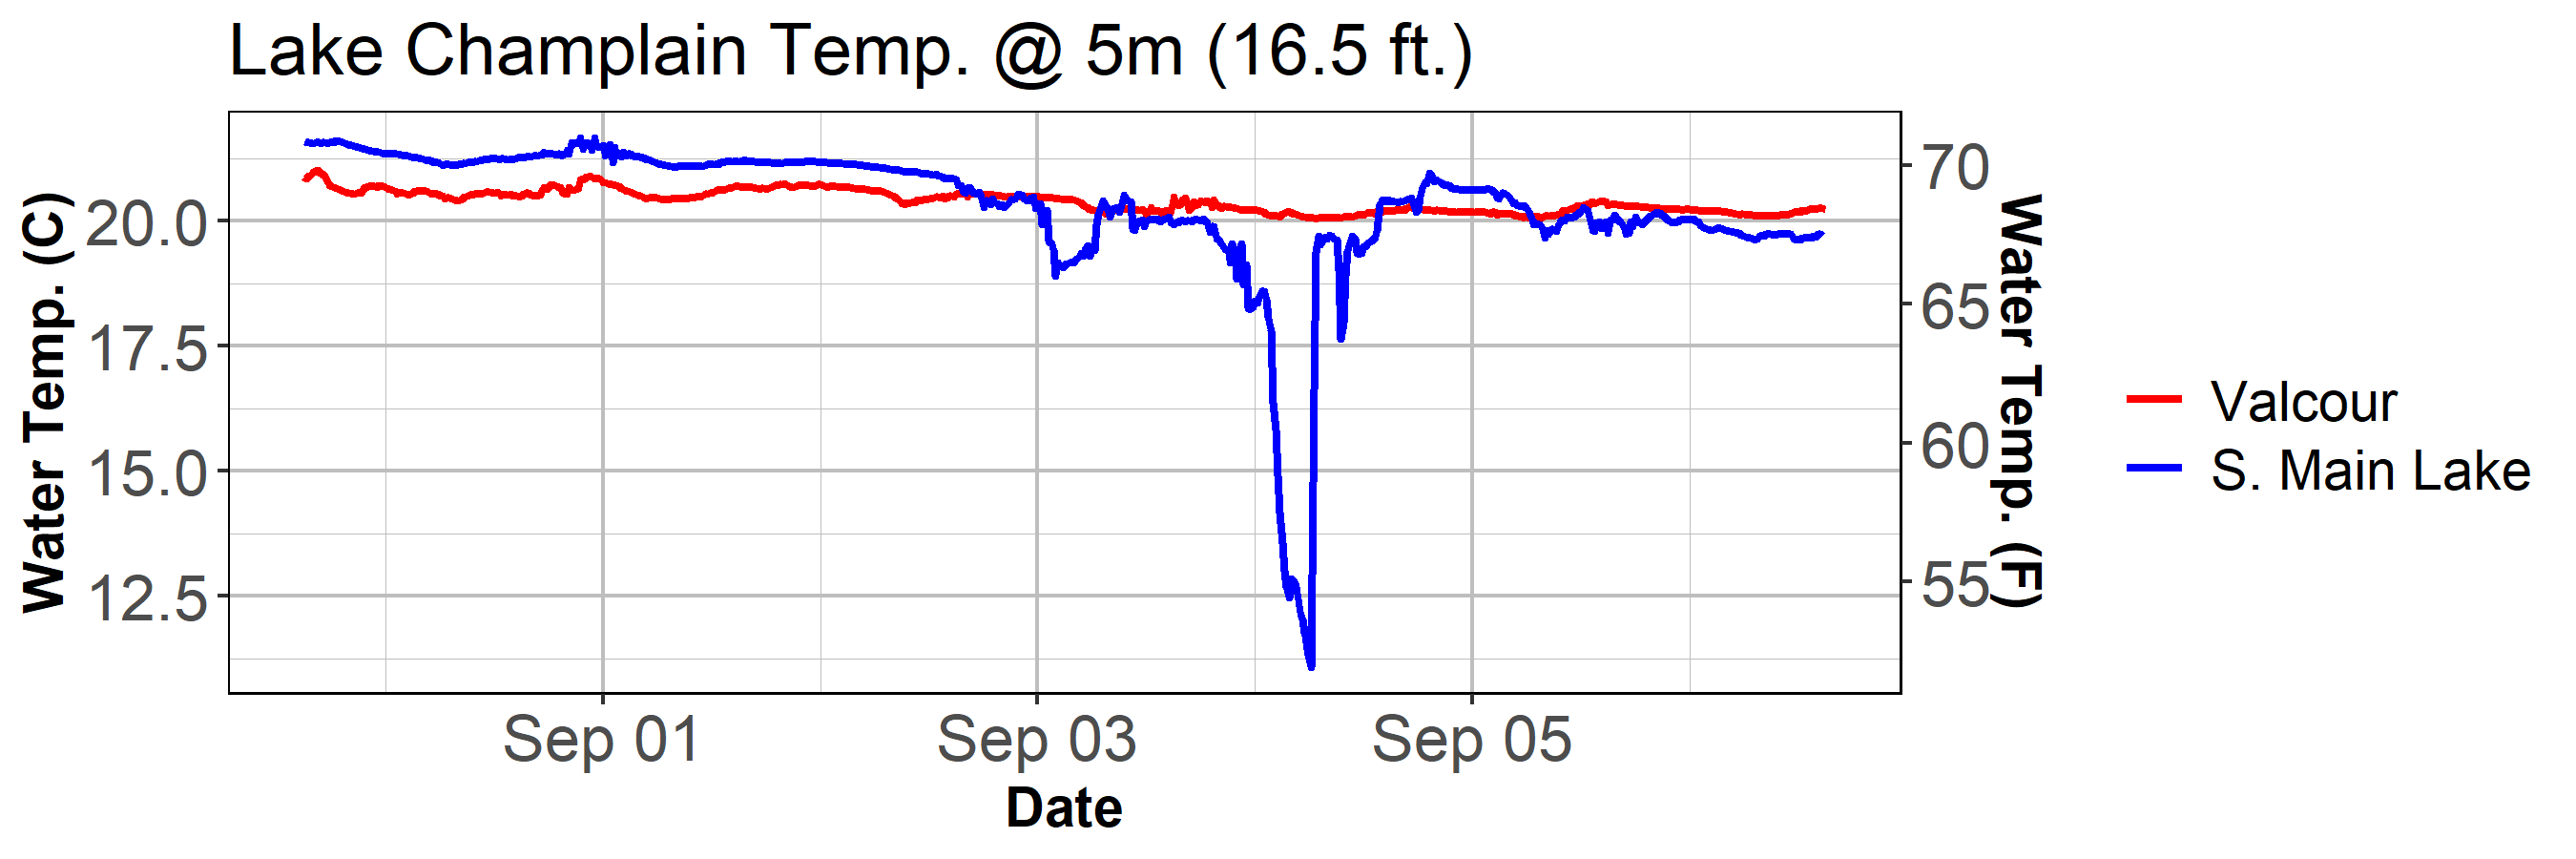 Lake Champlain Temp. @ 5m (16.5 ft.)
Water Temp. (C)
20.0
17.5
15.0
12.5
70
65
60
55
Water Temp. (F)
Sep 01
Sep 03
Sep 05
Date
Valcour
S. Main Lake